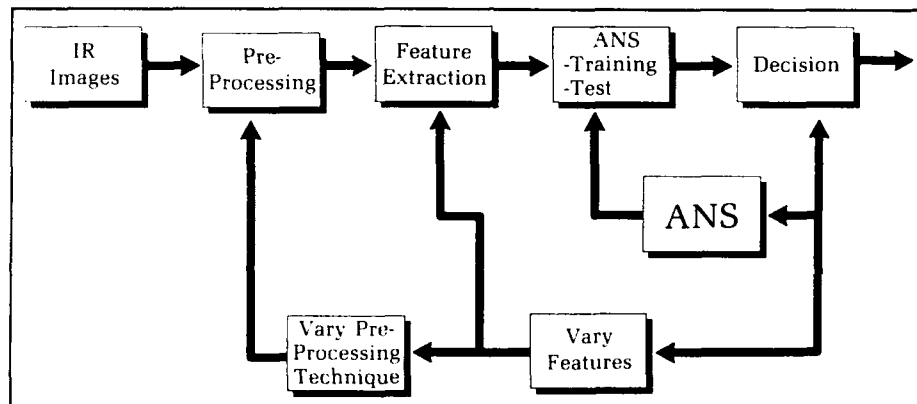 IR
Images
Pre-
Processing
Feature
Extraction
ANS
-Training
-Test
Decision
ANS
Vary Pre-
Processing
Technique
Vary
Features